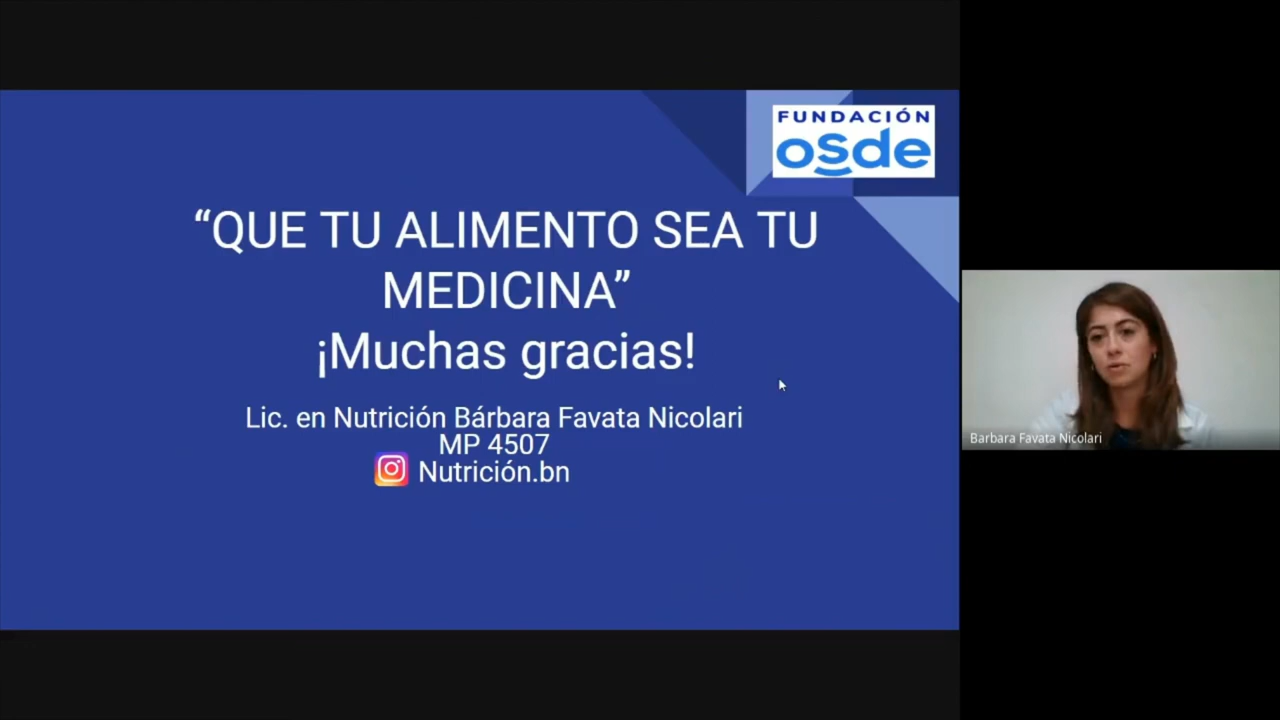 FUNDACIÓN
osde
“QUE TU ALIMENTO SEA TU
MEDICINA”
¡Muchas gracias!
Lic. en Nutrición Bárbara Favata Nicolari
MP 4507
Nutrición.bn
Barbara Favata Nicolari